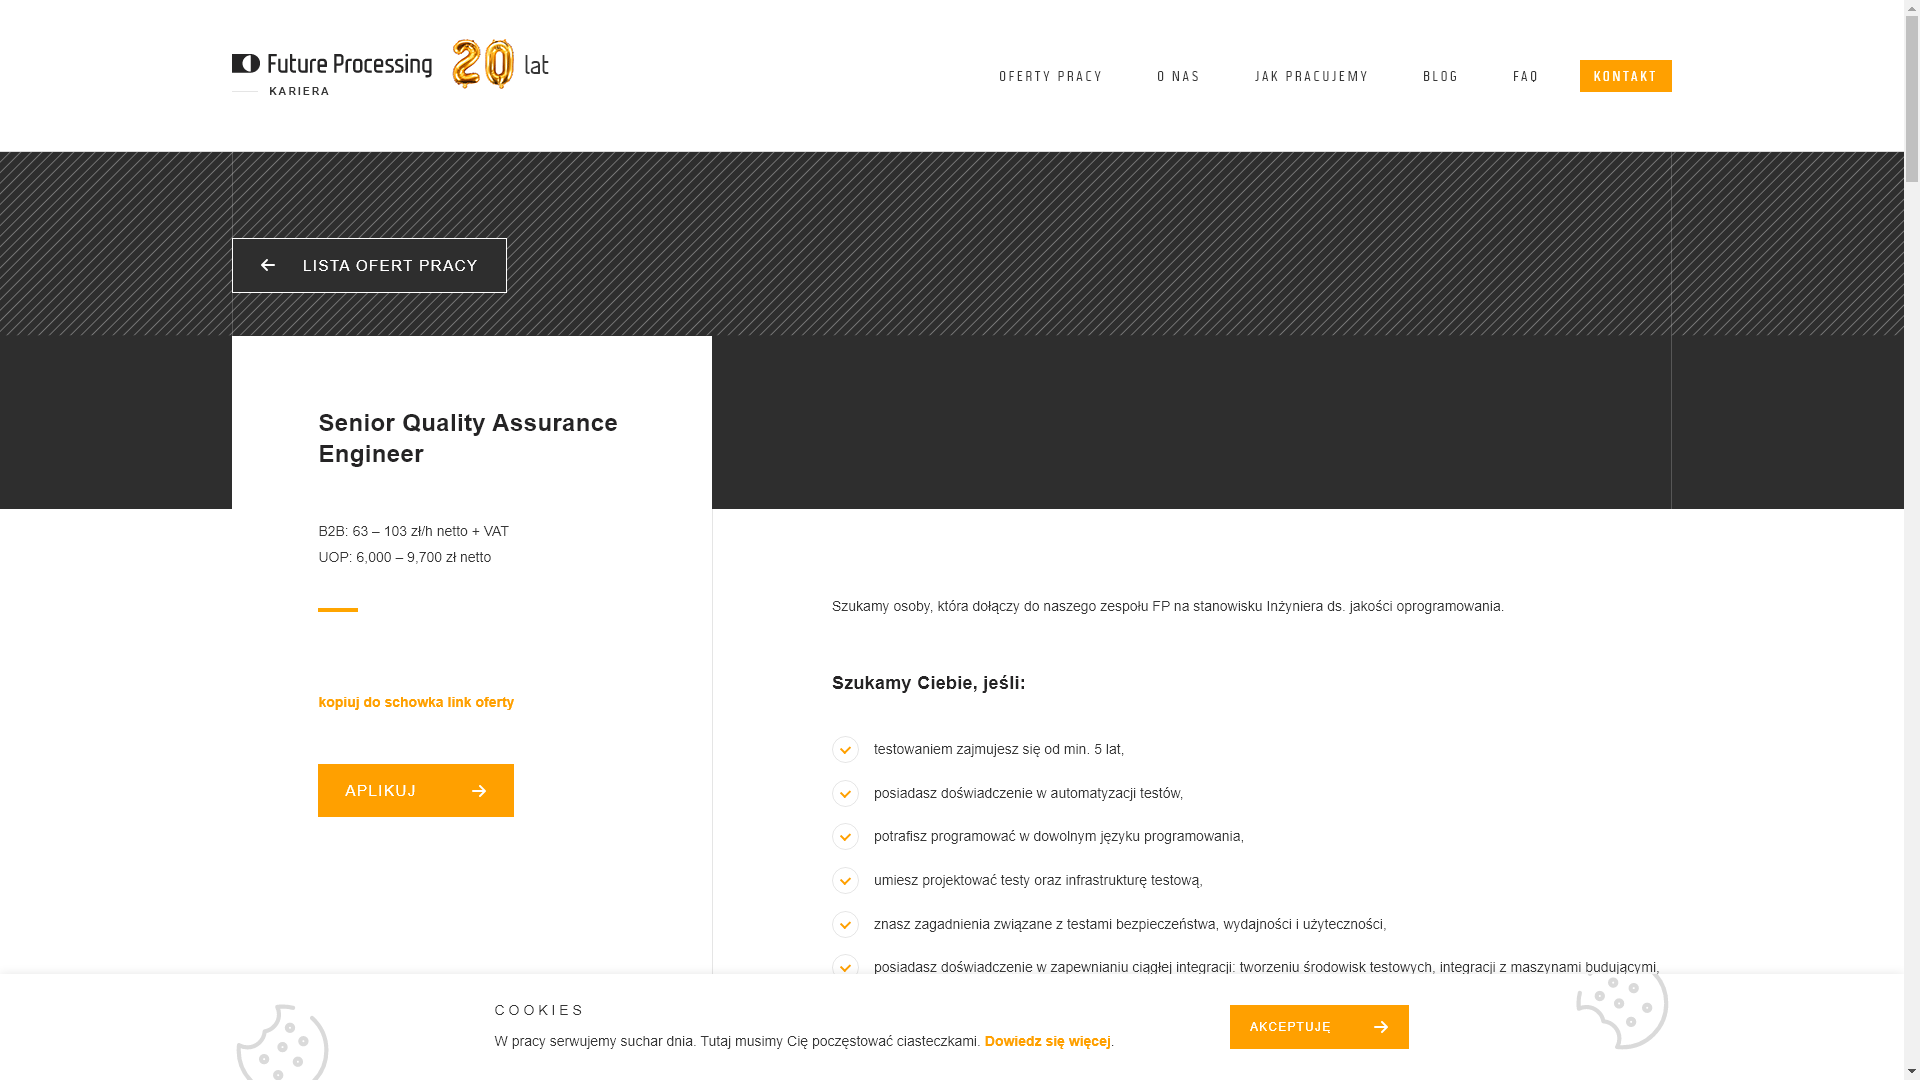 Future Processing 20 lat
KARIERA
OFERTY PRACY
O NAS
JAK PRACUJEMY
BLOG
FAQ
KONTAKT
LISTA OFERT PRACY
Senior Quality Assurance
Engineer
B2B: 63 – 103 zł/h netto + VAT
UOP: 6,000 – 9,700 zł netto
kopiuj do schowka link oferty
APLIKUJ
Szukamy osoby, która dołączy do naszego zespołu FP na stanowisku Inżyniera ds. jakości oprogramowania.
Szukamy Ciebie, jeśli:
testowaniem zajmujesz się od min. 5 lat,
posiadasz doświadczenie w automatyzacji testów,
potrafisz programować w dowolnym języku programowania,
umiesz projektować testy oraz infrastrukturę testową,
znasz zagadnienia związane z testami bezpieczeństwa, wydajności i użyteczności,
posiadasz doświadczenie w zapewnianiu ciągłej integracji: tworzeniu środowisk testowych, integracji z maszynami budującymi,
COOKIES
W pracy serwujemy suchar dnia. Tutaj musimy Cię poczęstować ciasteczkami. Dowiedz się więcej.
AKCEPTUJĘ